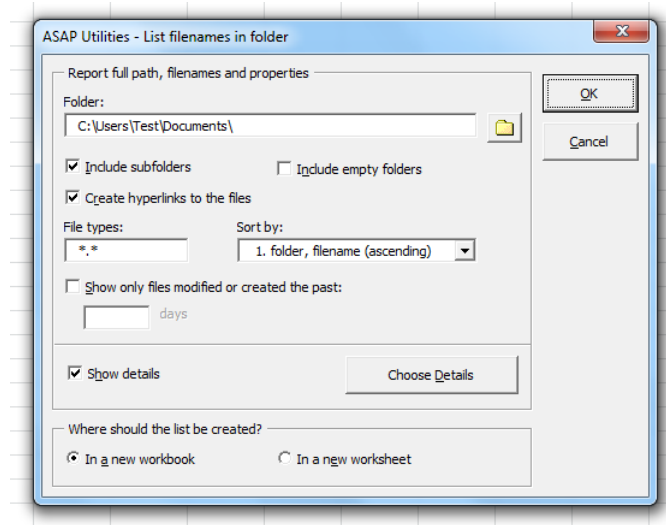 ASAP Utilities - List filenames in folder
Report full path, filenames and properties
OK
Folder:
C:\Users\Test\Documents\
Cancel
Include subfolders
Include empty folders
Create hyperlinks to the files
File types:
Sort by:
*.*
1. folder, filename (ascending)
Show only files modified or created the past:
days
Show details
Choose Details
Where should the list be created?
In a new workbook
In a new worksheet